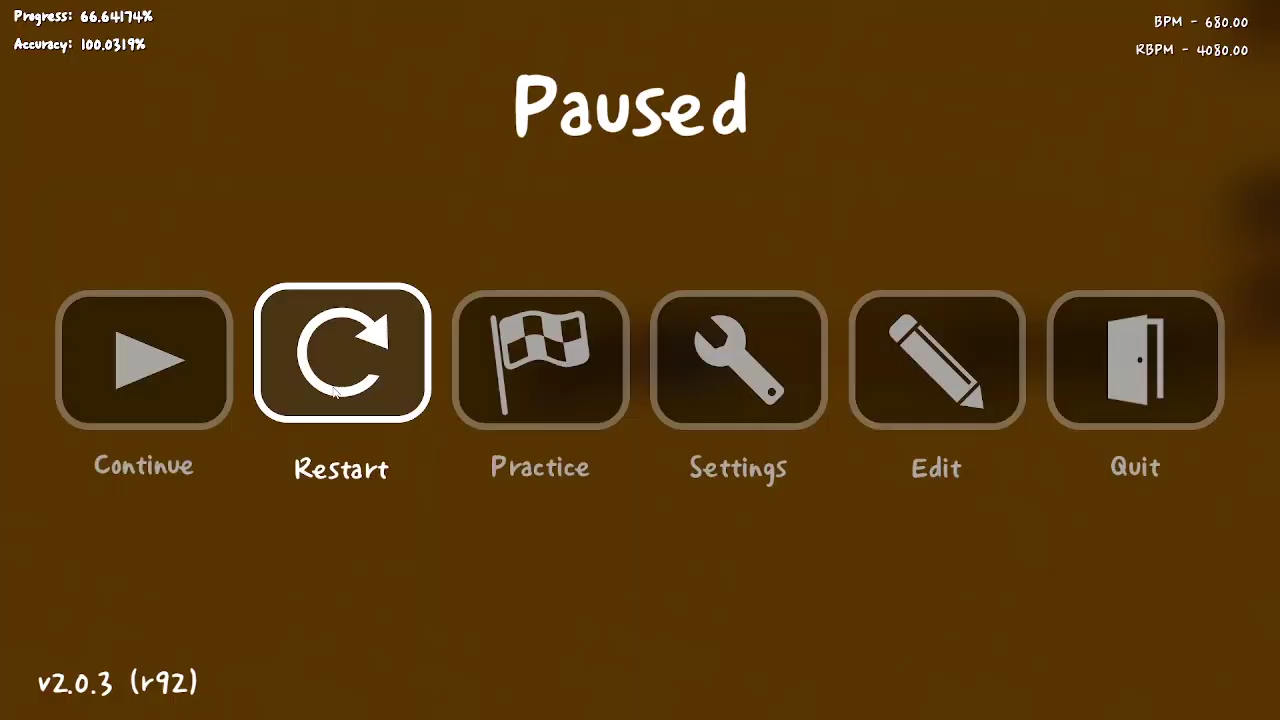 Progress: 66.64174%
Accuracy: 100.0319%
BPM - 680.00
RBPM - 4080.00
Paused
Continue
Restart
Practice
Settings
Edit
Quit
v2.0.3 (r92)